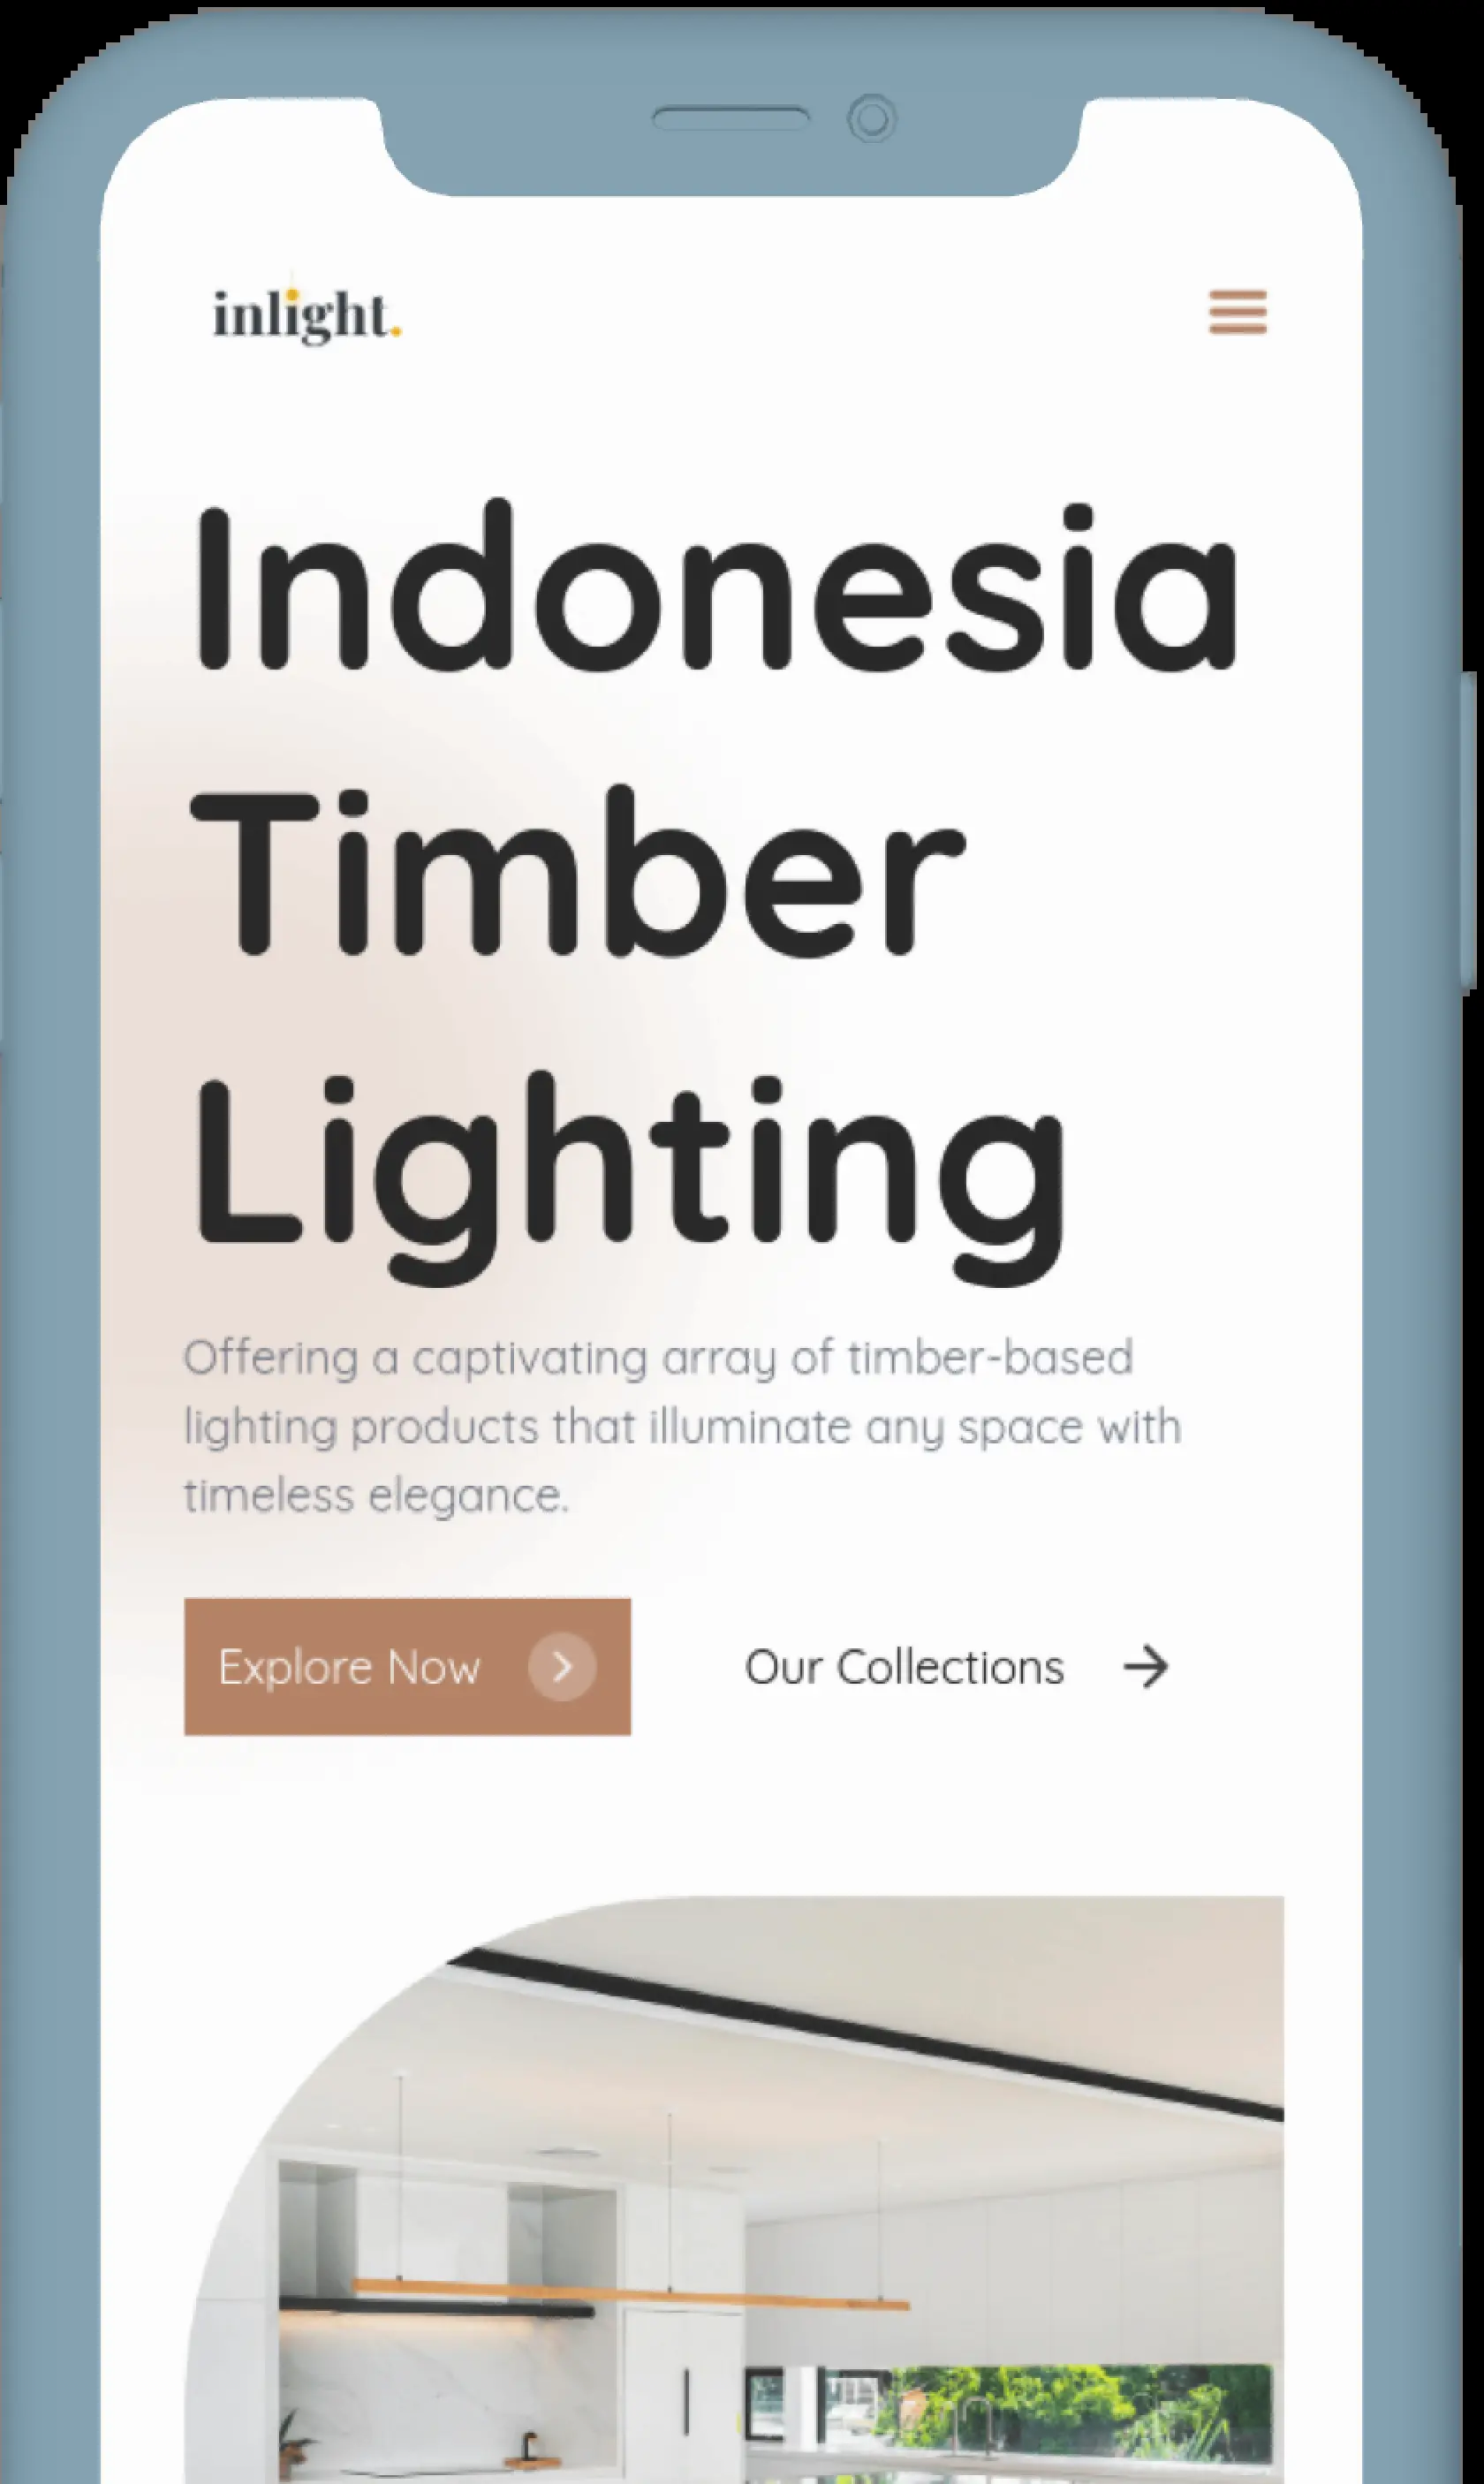 inlight.
Indonesia
Timber
Lighting
Offering a captivating array of timber-based
lighting products that illuminate any space with
timeless elegance.
Explore Now
Our Collections